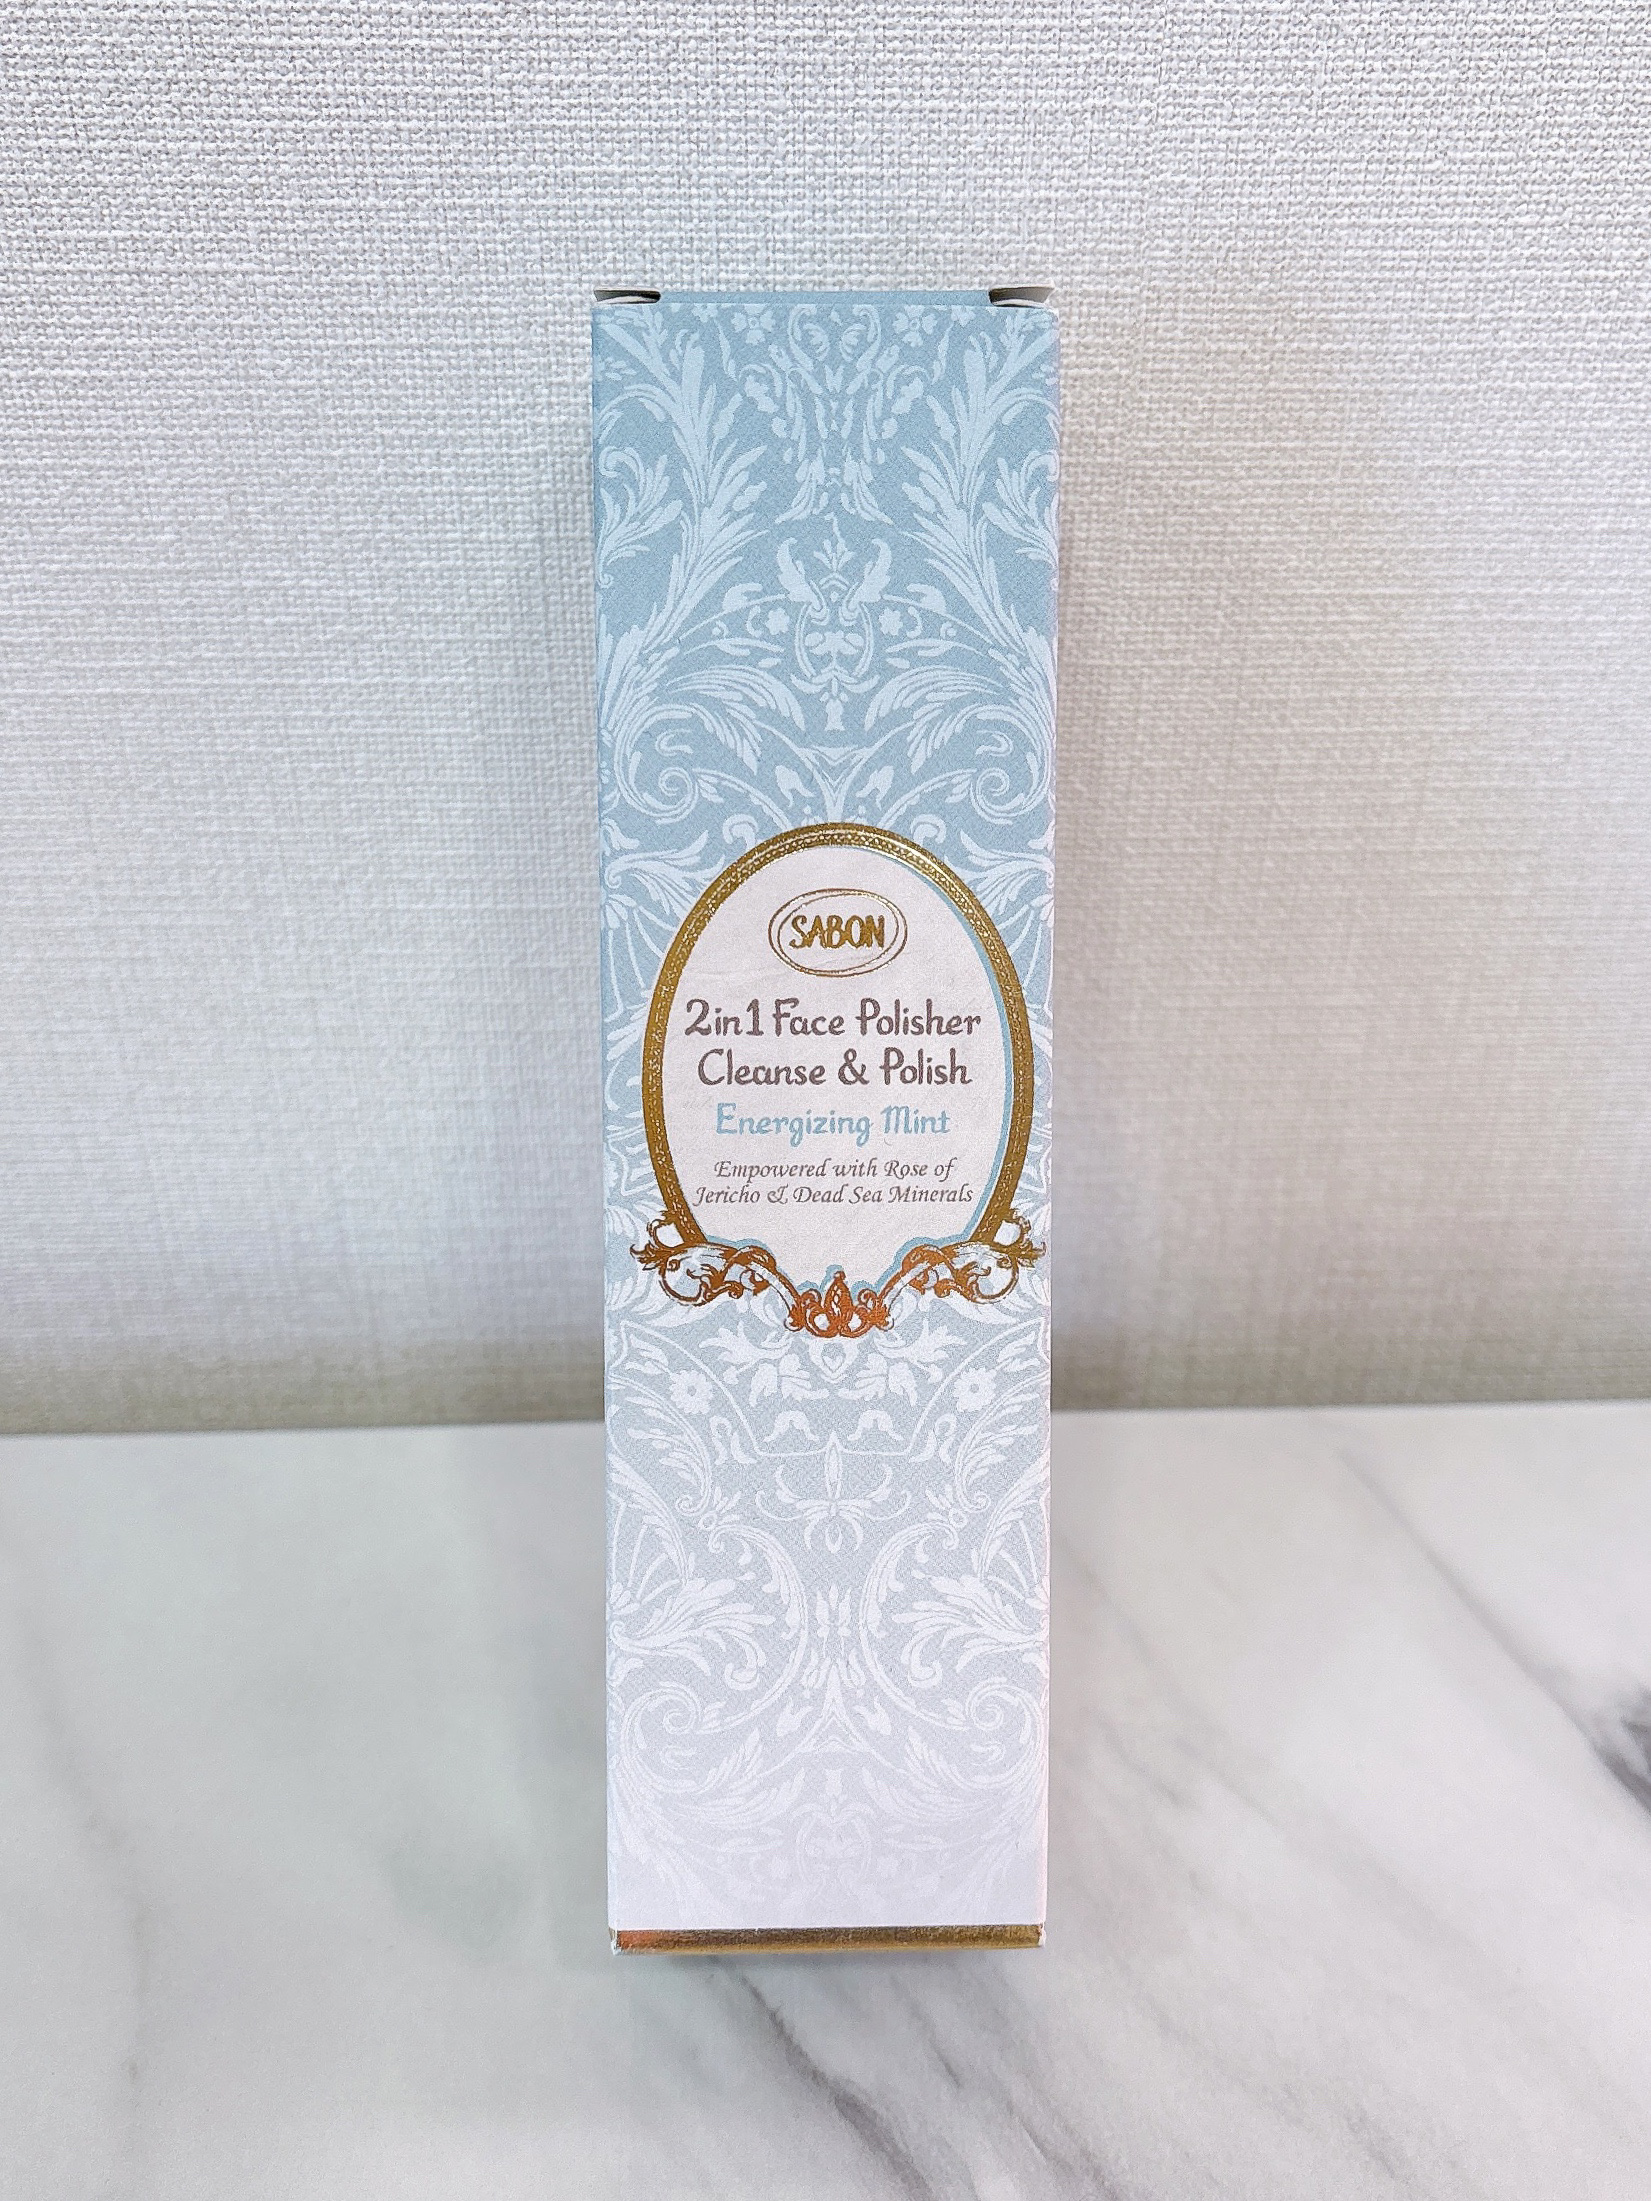 SABON
2in1 Face Polisher
Cleanse & Polish
Energizing Mint
Empowered with Rose of
Jericho & Dead Sea Minerals